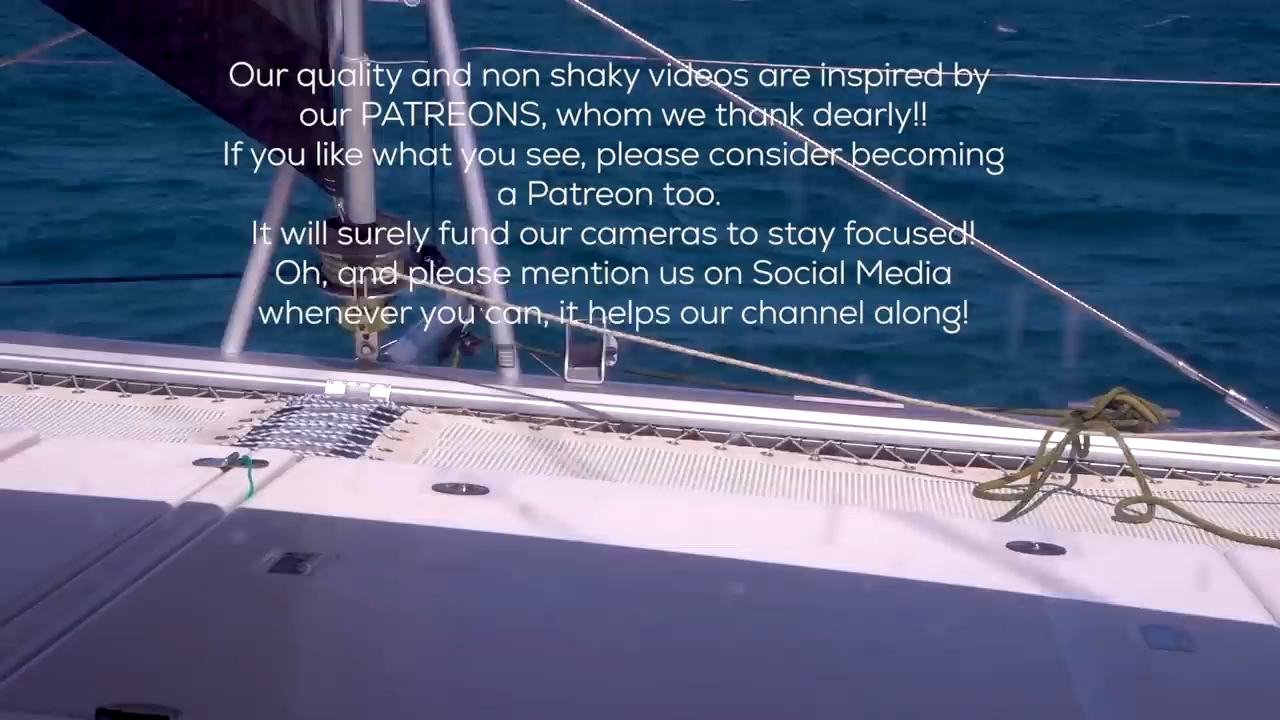 Our quality and non shaky videos are inspired by
our PATREONS, whom we thank dearly!!
If you like what you see, please consider becoming
a Patreon too.
It will surely fund our cameras to stay focused!
Oh, and please mention us on Social Media
whenever you can, it helps our channel along!